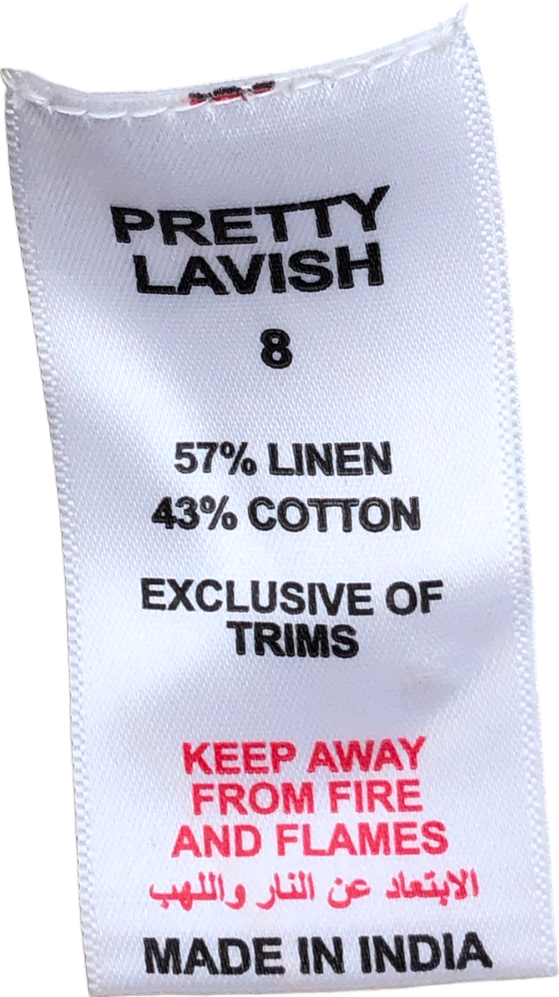 PRETTY
LAVISH
8
57% LINEN
43% COTTON
EXCLUSIVE OF
TRIMS
KEEP AWAY
FROM FIRE
AND FLAMES
الابتعاد عن النار واللهب
MADE IN INDIA